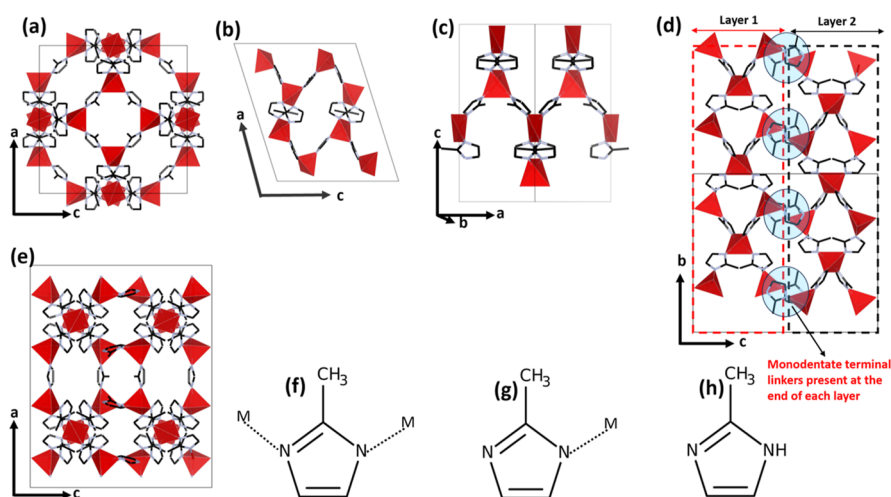 (a)
a
c
(b)
a
c
(c)
c
b
a
(d)
Layer 1
Layer 2
b
c
Monodentate terminal
linkers present at the
end of each layer
(e)
a
c
(f)
CH3
M
M
N
N
(g)
CH3
M
N
N
(h)
CH3
N
NH